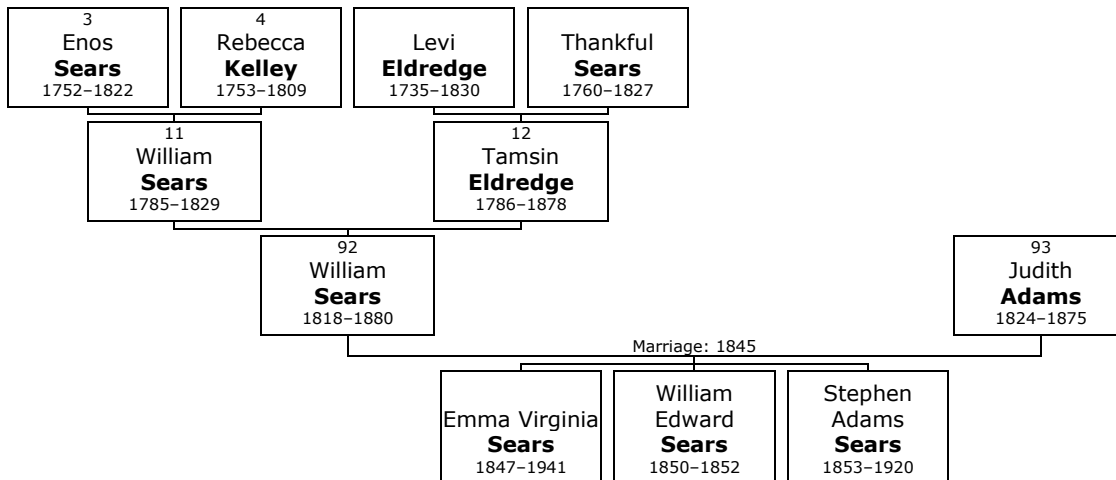 3
Enos
Sears
1752–1822
4
Rebecca
Kelley
1753–1809
Levi
Eldredge
1735–1830
Thankful
Sears
1760–1827
11
William
Sears
1785–1829
12
Tamsin
Eldredge
1786–1878
92
William
Sears
1818–1880
93
Judith
Adams
1824–1875
Marriage: 1845
Emma Virginia
Sears
1847–1941
William
Edward
Sears
1850–1852
Stephen
Adams
Sears
1853–1920